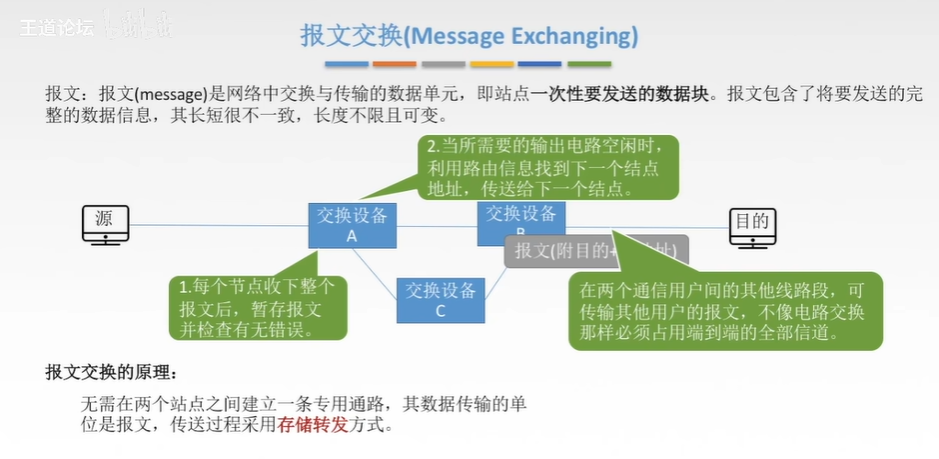 王道论坛
报文交换(Message Exchanging)
报文：报文(message)是网络中交换与传输的数据单元，即站点一次性要发送的数据块。报文包含了将要发送的完
整的数据信息，其长短很不一致，长度不限且可变。
2.当所需要的输出电路空闲时，
利用路由信息找到下一个结点
地址，传送给下一个结点。
源
交换设备
A
交换设备
B
目的
报文(附目的+
址)
1.每个节点收下整个
报文后，暂存报文
并检查有无错误。
交换设备
C
在两个通信用户间的其他线路段，可
传输其他用户的报文，不像电路交换
那样必须占用端到端的全部信道。
报文交换的原理：
无需在两个站点之间建立一条专用通路，其数据传输的单
位是报文，传送过程采用存储转发方式。